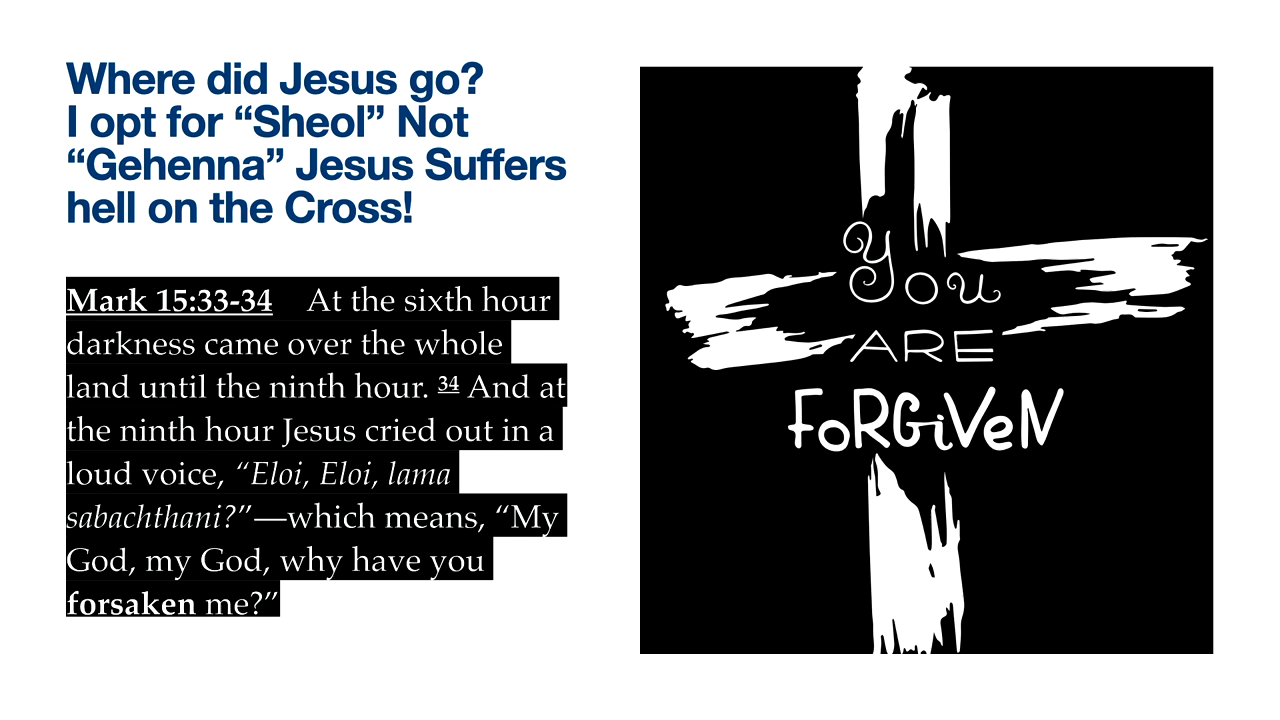 Where did Jesus go?
I opt for “Sheol” Not
“Gehenna” Jesus Suffers
hell on the Cross!
Mark 15:33-34 At the sixth hour
darkness came over the whole
land until the ninth hour. 34 And at
the ninth hour Jesus cried out in a
loud voice, “Eloi, Eloi, lama
sabachthani?”—which means, “My
God, my God, why have you
forsaken me?”
You
ARE
FoRGiVeN